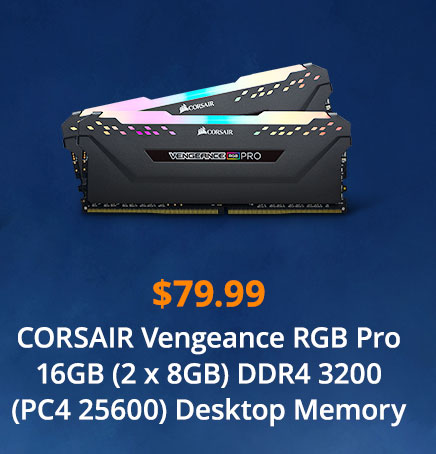 CORSAIR
CORSAIR
VENGEANCE RGB PRO
$79.99
CORSAIR Vengeance RGB Pro
16GB (2 x 8GB) DDR4 3200
(PC4 25600) Desktop Memory